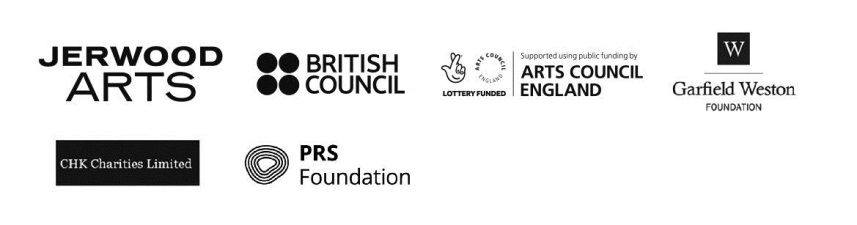 JERWOOD
ARTS
BRITISH
COUNCIL
LOTTERY FUNDED
ARTS COUNCIL
ENGLAND
Supported using public funding by
ARTS COUNCIL
ENGLAND
W
Garfield Weston
FOUNDATION
CHK Charities Limited
PRS
Foundation